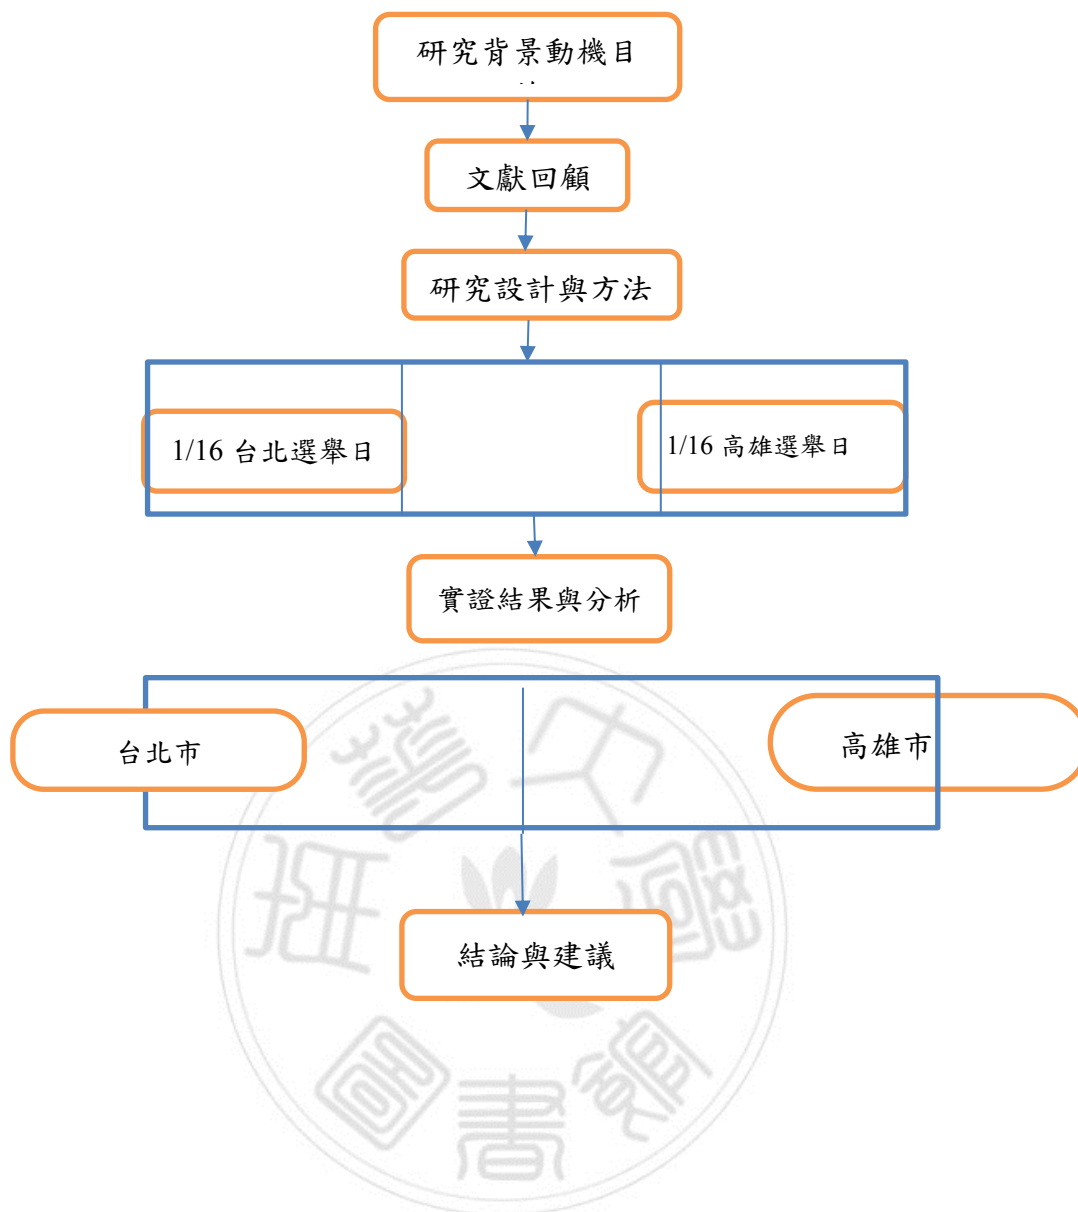 研究背景動機目
文獻回顧
研究設計與方法
1/16 台北選舉日
1/16 高雄選舉日
實證結果與分析
台北市
高雄市
結論與建議